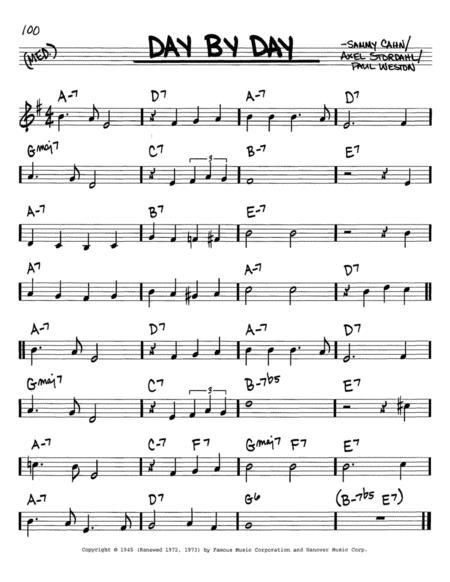 100
(MED.)
DAY BY DAY
-SAMMY CAHN/
AXEL STORDAHL/
PAUL WESTON
A-7 D7 A-7 D7
4 4
Gmaj7 C7 B-7 E7
3
A-7 B7 E-7
A7 A-7 D7
A-7 D7 A-7 D7
Gmaj7 C7 B-7b5 E7
3
A-7 C-7 F7 Gmaj7 F7 E7
A-7 D7 G6 (B-7b5 E7)
Copyright © 1945 (Renewed 1972, 1973) by Famous Music Corporation and Hanover Music Corp.